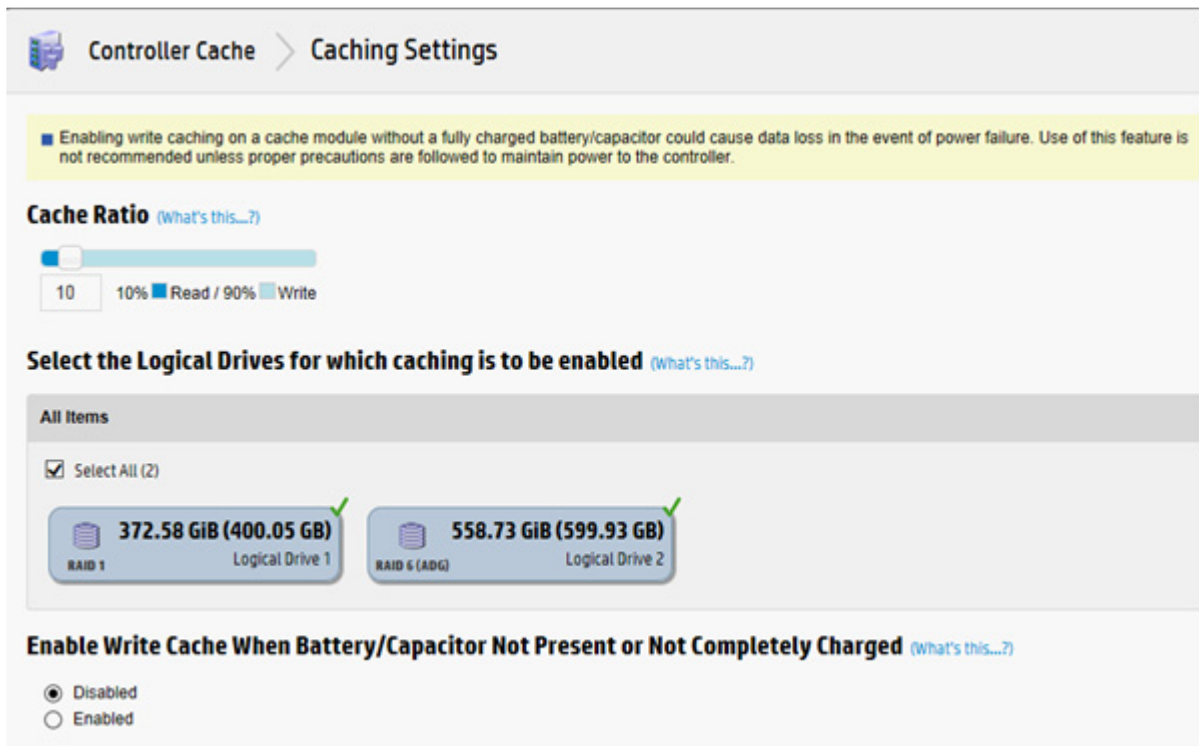 Controller Cache Caching Settings
Enabling write caching on a cache module without a fully charged battery/capacitor could cause data loss in the event of power failure. Use of this feature is
not recommended unless proper precautions are followed to maintain power to the controller.
Cache Ratio (What's this...?)
10 10% Read / 90% Write
Select the Logical Drives for which caching is to be enabled (What's this...?)
All Items
Select All (2)
372.58 GiB (400.05 GB) 558.73 GiB (599.93 GB)
RAID 1 Logical Drive 1 RAID 6 (ADG) Logical Drive 2
Enable Write Cache When Battery/Capacitor Not Present or Not Completely Charged (What's this...?)
Disabled
Enabled